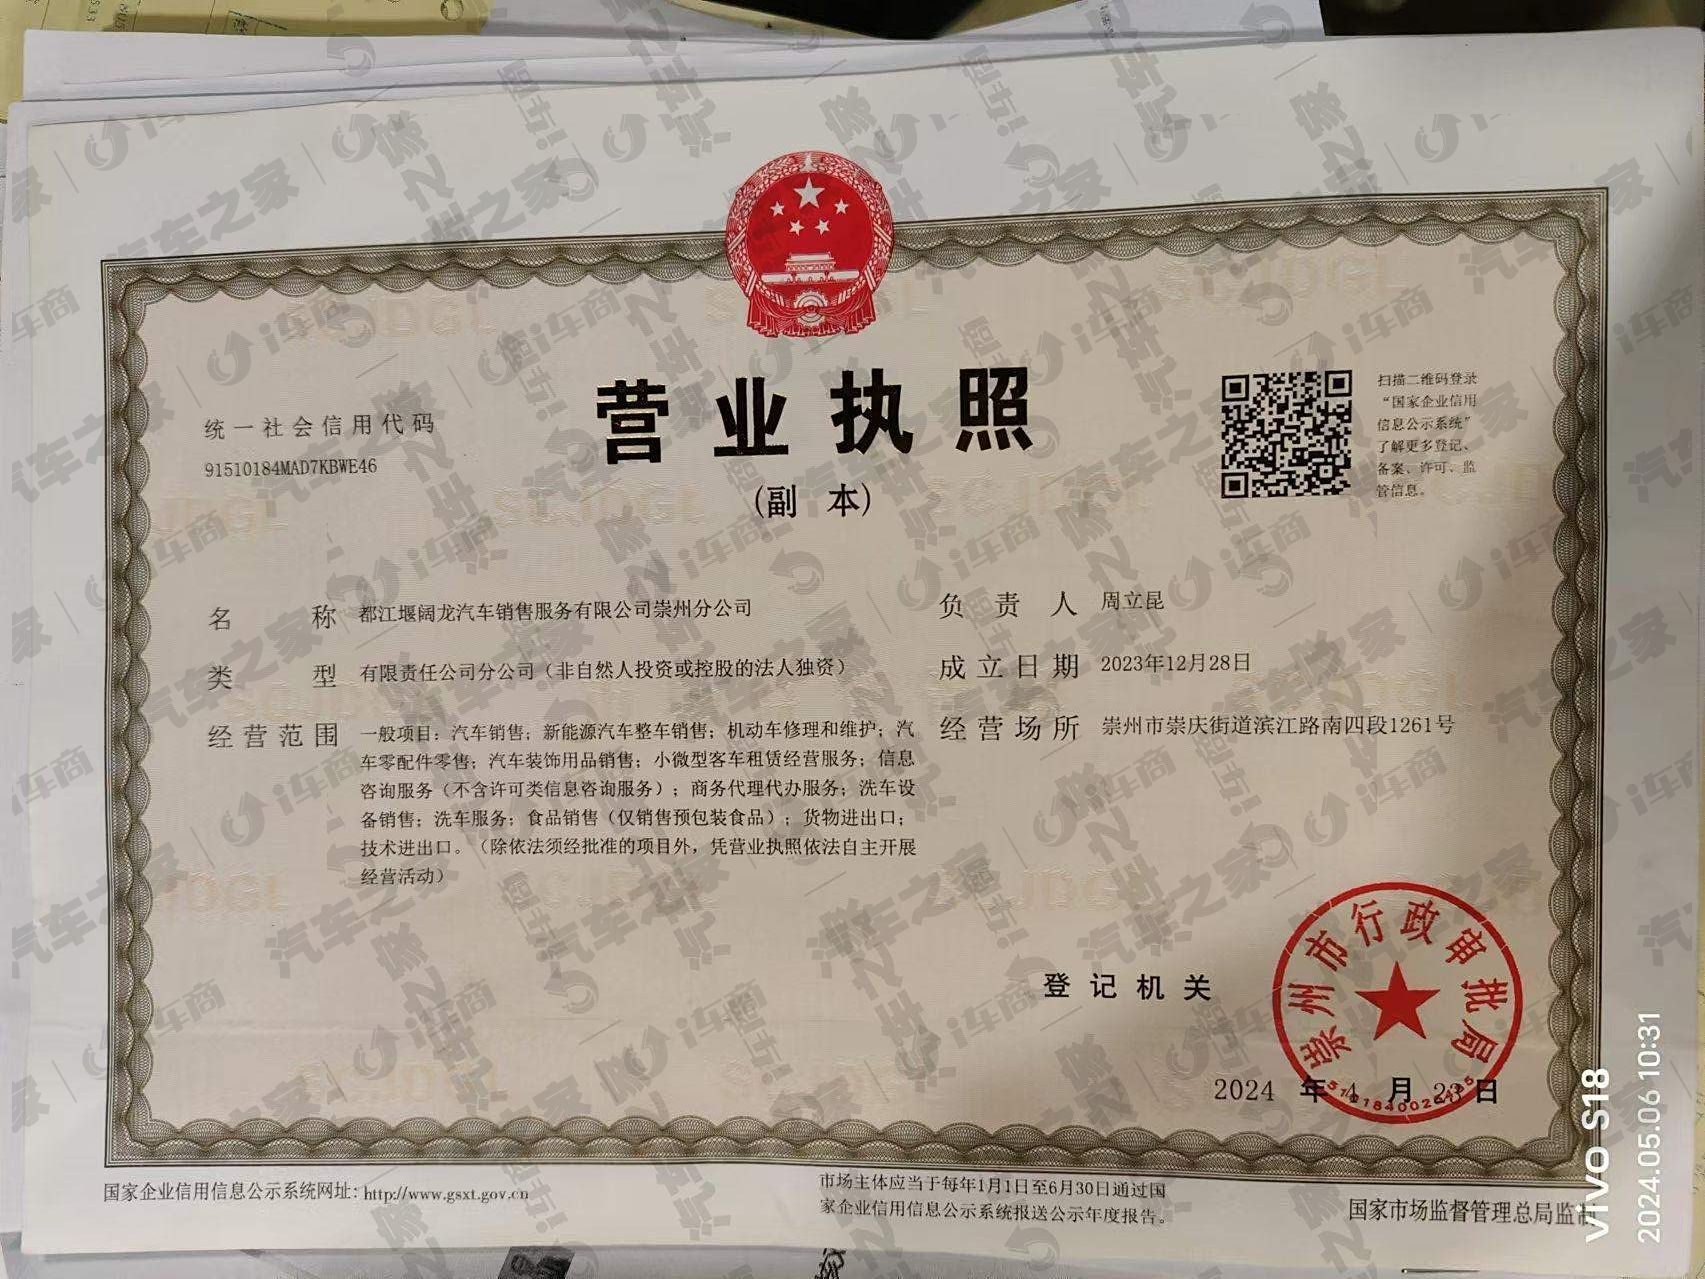 营业执照
(副 本)
统一社会信用代码
91510184MAD7KBWE46
扫描二维码登录
“国家企业信用
信息公示系统”
了解更多登记、
备案、许可、监
管信息。
名 称 都江堰阔龙汽车销售服务有限公司崇州分公司
类 型 有限责任公司分公司（非自然人投资或控股的法人独资）
经营范围 一般项目：汽车销售；新能源汽车整车销售；机动车修理和维护；汽
车零配件零售；汽车装饰用品销售；小微型客车租赁经营服务；信息
咨询服务（不含许可类信息咨询服务）；商务代理代办服务；洗车设
备销售；洗车服务；食品销售（仅销售预包装食品）；货物进出口；
技术进出口。（除依法须经批准的项目外，凭营业执照依法自主开展
经营活动）
负 责 人 周立昆
成立日期 2023年12月28日
经营场所 崇州市崇庆街道滨江路南四段1261号
登记机关
崇州市行政审批局
2024 年 4 月 23 日
国家企业信用信息公示系统网址：http://www.gsxt.gov.cn
市场主体应当于每年1月1日至6月30日通过国
家企业信用信息公示系统报送公示年度报告。
国家市场监督管理总局监制
vivo S18
2024.05.06 10:31
汽车之家 | i车商